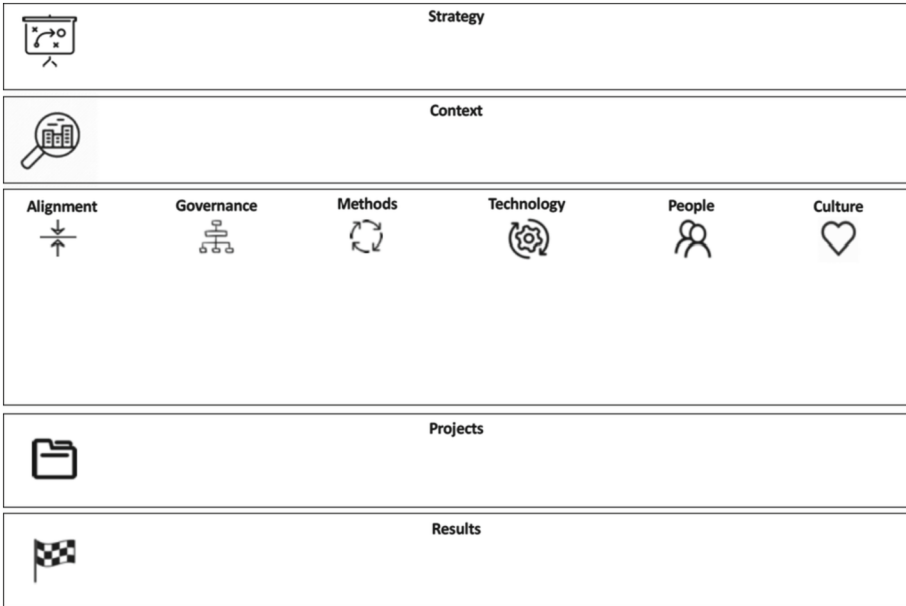 Strategy
Context
Alignment Governance Methods Technology People Culture
Projects
Results